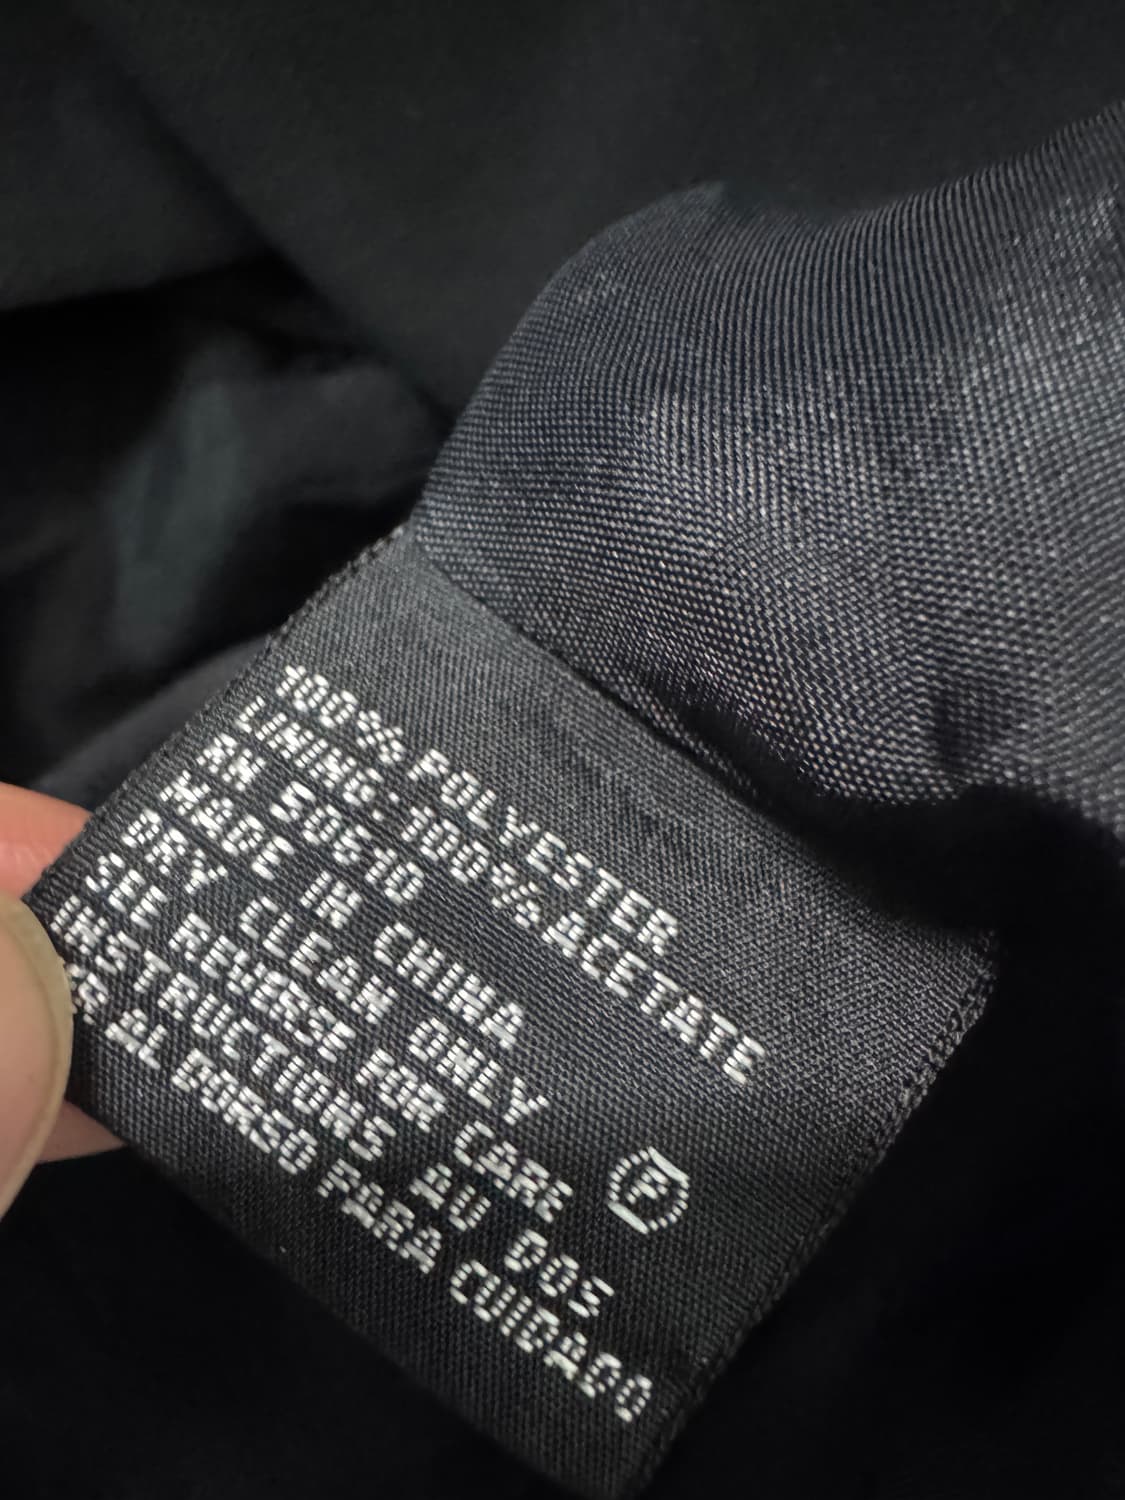 100% POLYESTER
LINING-100% ACETATE
RN 50610
MADE IN CHINA
DRY CLEAN ONLY
SEE REVERSE FOR CARE
INSTRUCTIONS AU DOS
AL DORSO PARA CUIDADO
P